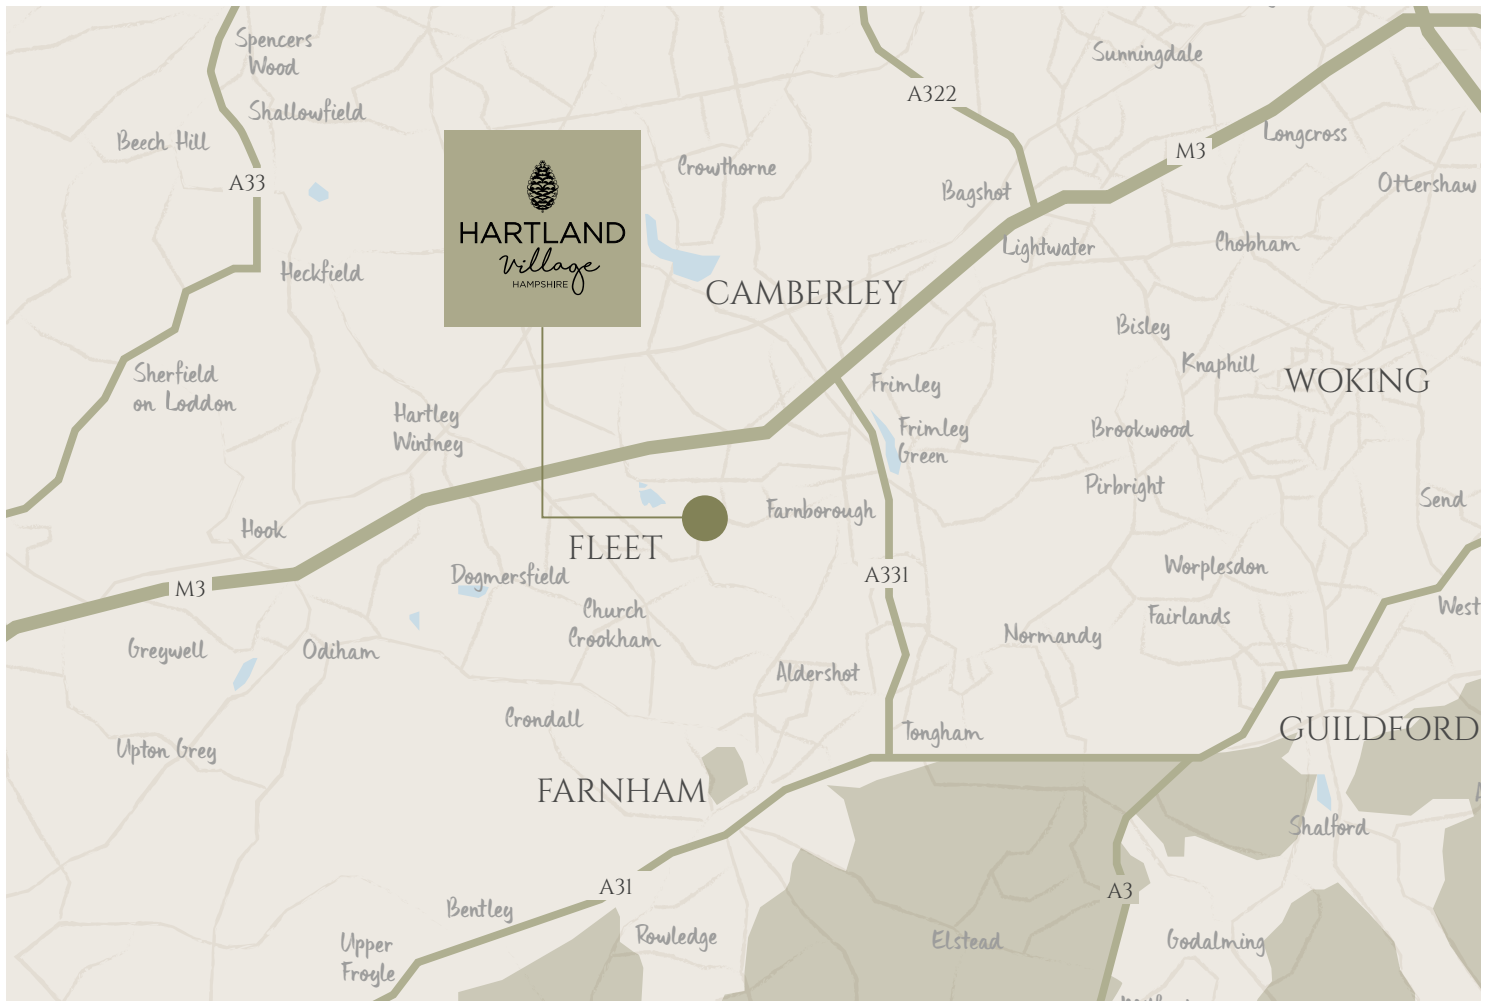 Spencers
Wood
Sunningdale
A322
Shallowfield
Beech Hill
Longcross
M3
Crowthorne
A33
Bagshot
Ottershaw
HARTLAND
Village
HAMPSHIRE
Lightwater
Chobham
Heckfield
CAMBERLEY
Bisley
Knaphill
Sherfield
on Loddon
Frimley
WOKING
Hartley
Wintney
Frimley
Green
Brookwood
Pirbright
Send
Farnborough
Hook
FLEET
Worplesdon
Dogmersfield
A331
M3
Church
Crookham
Fairlands
West
Normandy
Greywell
Odiham
Aldershot
Crondall
Tongham
GUILDFORD
Upton Grey
FARNHAM
Shalford
A31
A3
Bentley
Upper
Froyle
Rowledge
Elstead
Godalming